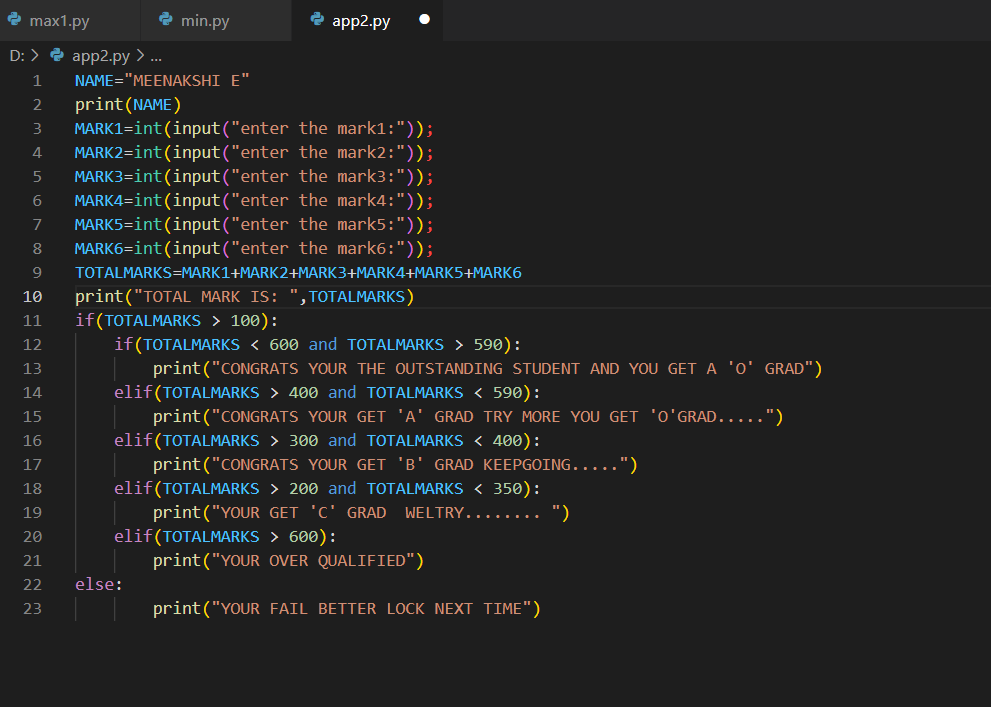 max1.py min.py app2.py
D: > app2.py > ...
1 NAME="MEENAKSHI E"
2 print(NAME)
3 MARK1=int(input("enter the mark1:"));
4 MARK2=int(input("enter the mark2:"));
5 MARK3=int(input("enter the mark3:"));
6 MARK4=int(input("enter the mark4:"));
7 MARK5=int(input("enter the mark5:"));
8 MARK6=int(input("enter the mark6:"));
9 TOTALMARKS=MARK1+MARK2+MARK3+MARK4+MARK5+MARK6
10 print("TOTAL MARK IS: ",TOTALMARKS)
11 if(TOTALMARKS > 100):
12     if(TOTALMARKS < 600 and TOTALMARKS > 590):
13         print("CONGRATS YOUR THE OUTSTANDING STUDENT AND YOU GET A 'O' GRAD")
14     elif(TOTALMARKS > 400 and TOTALMARKS < 590):
15         print("CONGRATS YOUR GET 'A' GRAD TRY MORE YOU GET 'O'GRAD.....")
16     elif(TOTALMARKS > 300 and TOTALMARKS < 400):
17         print("CONGRATS YOUR GET 'B' GRAD KEEPGOING.....")
18     elif(TOTALMARKS > 200 and TOTALMARKS < 350):
19         print("YOUR GET 'C' GRAD  WELTRY........ ")
20     elif(TOTALMARKS > 600):
21         print("YOUR OVER QUALIFIED")
22 else:
23         print("YOUR FAIL BETTER LOCK NEXT TIME")